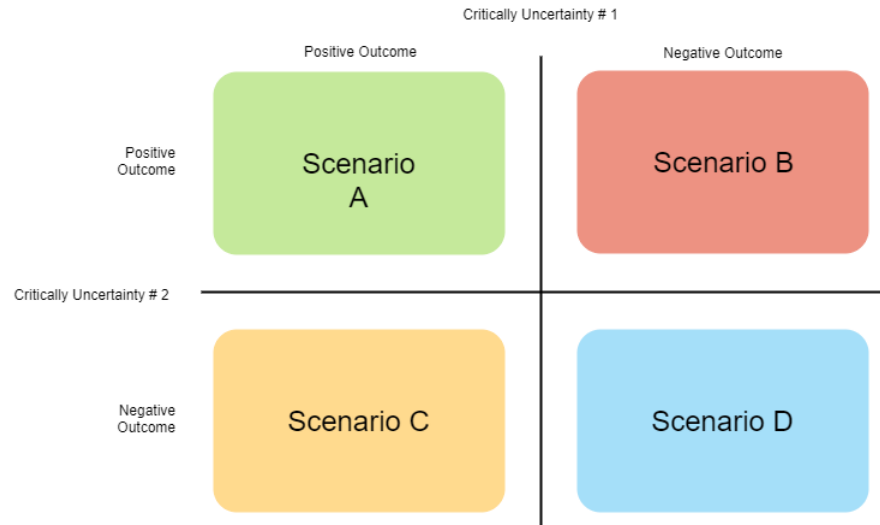 Critically Uncertainty # 1
Positive Outcome
Negative Outcome
Positive
Outcome
Scenario
A
Scenario B
Critically Uncertainty # 2
Negative
Outcome
Scenario C
Scenario D